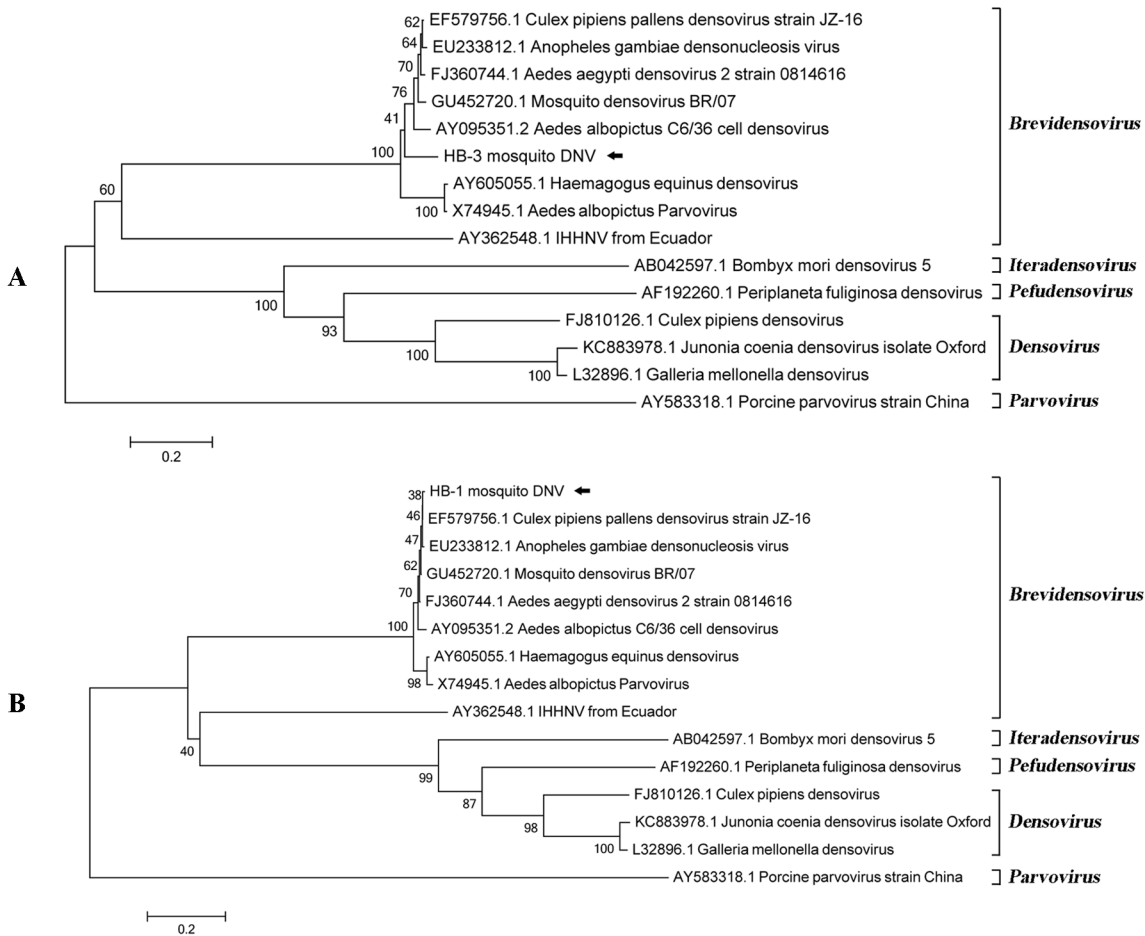 62
EF579756.1 Culex pipiens pallens densovirus strain JZ-16
64
EU233812.1 Anopheles gambiae densonucleosis virus
70
FJ360744.1 Aedes aegypti densovirus 2 strain 0814616
76
GU452720.1 Mosquito densovirus BR/07
Brevidensovirus
41
AY095351.2 Aedes albopictus C6/36 cell densovirus
100
HB-3 mosquito DNV
AY605055.1 Haemagogus equinus densovirus
60
100
X74945.1 Aedes albopictus Parvovirus
AY362548.1 IHHNV from Ecuador
A
AB042597.1 Bombyx mori densovirus 5
Iteradensovirus
100
AF192260.1 Periplaneta fuliginosa densovirus
Pefudensovirus
93
FJ810126.1 Culex pipiens densovirus
100
KC883978.1 Junonia coenia densovirus isolate Oxford
Densovirus
100
L32896.1 Galleria mellonella densovirus
AY583318.1 Porcine parvovirus strain China
Parvovirus
0.2
38
HB-1 mosquito DNV
46
EF579756.1 Culex pipiens pallens densovirus strain JZ-16
47
EU233812.1 Anopheles gambiae densonucleosis virus
62
GU452720.1 Mosquito densovirus BR/07
Brevidensovirus
70
FJ360744.1 Aedes aegypti densovirus 2 strain 0814616
100
AY095351.2 Aedes albopictus C6/36 cell densovirus
AY605055.1 Haemagogus equinus densovirus
98
X74945.1 Aedes albopictus Parvovirus
B
AY362548.1 IHHNV from Ecuador
40
AB042597.1 Bombyx mori densovirus 5
Iteradensovirus
99
AF192260.1 Periplaneta fuliginosa densovirus
Pefudensovirus
87
FJ810126.1 Culex pipiens densovirus
98
KC883978.1 Junonia coenia densovirus isolate Oxford
Densovirus
100
L32896.1 Galleria mellonella densovirus
AY583318.1 Porcine parvovirus strain China
Parvovirus
0.2